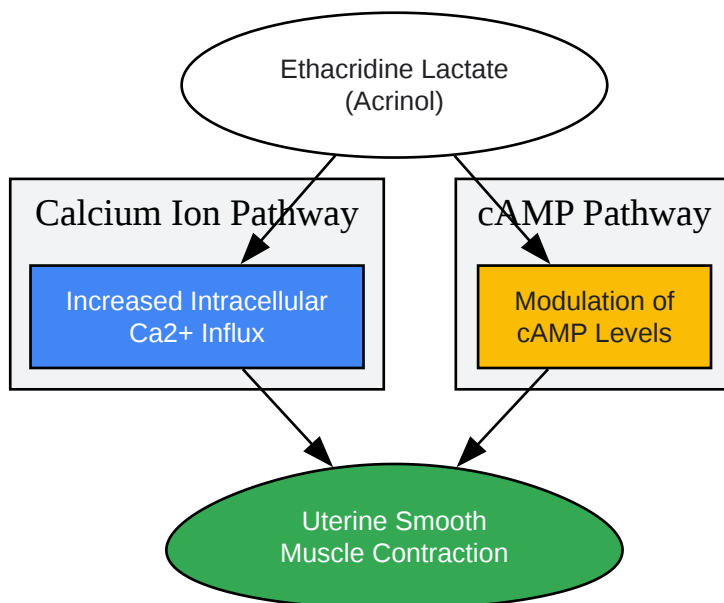 Ethacridine Lactate
(Acrinol)
Calcium Ion Pathway
cAMP Pathway
Increased Intracellular
Ca2+ Influx
Modulation of
cAMP Levels
Uterine Smooth
Muscle Contraction